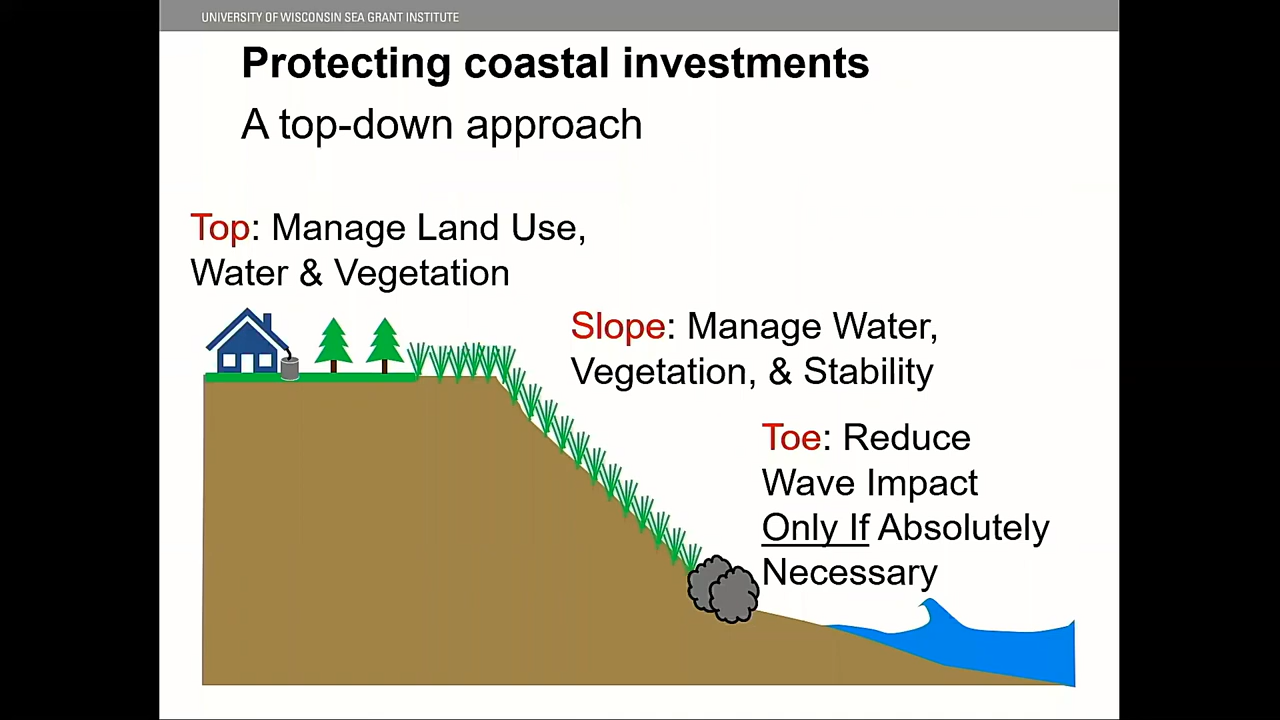 UNIVERSITY OF WISCONSIN SEA GRANT INSTITUTE
Protecting coastal investments
A top-down approach
Top: Manage Land Use,
Water & Vegetation
Slope: Manage Water,
Vegetation, & Stability
Toe: Reduce
Wave Impact
Only If Absolutely
Necessary